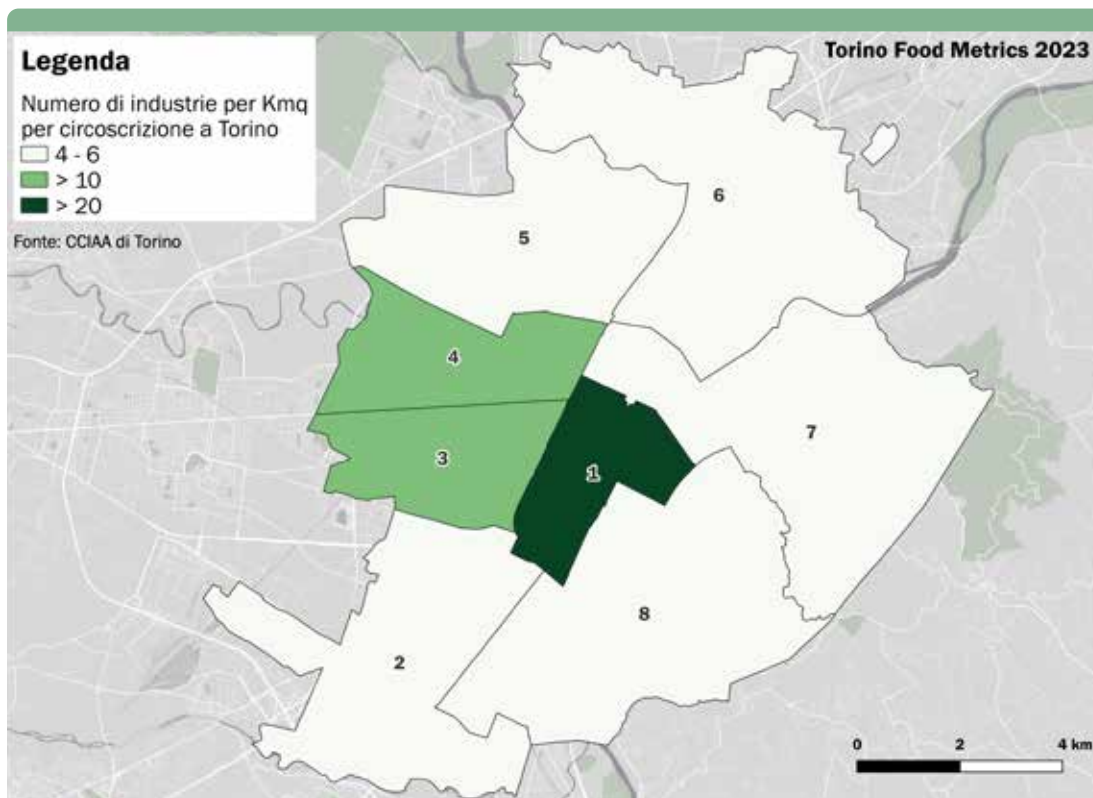 Torino Food Metrics 2023
Legenda
Numero di industrie per Kmq
per circoscrizione a Torino
4 - 6
> 10
> 20
Fonte: CCIAA di Torino
6
5
4
7
3
1
8
2
0 2 4 km